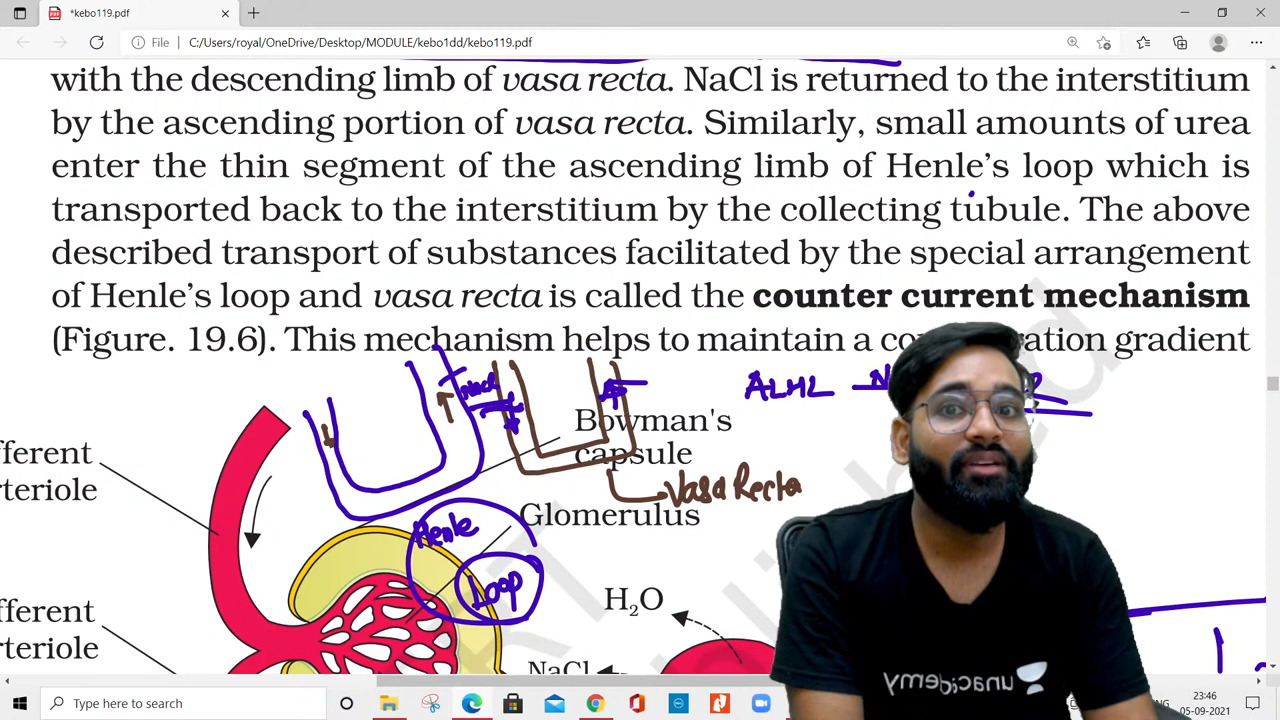 *kebo119.pdf
File C:/Users/royal/OneDrive/Desktop/MODULE/kebo1dd/kebo119.pdf
with the descending limb of vasa recta. NaCl is returned to the interstitium
by the ascending portion of vasa recta. Similarly, small amounts of urea
enter the thin segment of the ascending limb of Henle's loop which is
transported back to the interstitium by the collecting tubule. The above
described transport of substances facilitated by the special arrangement
of Henle's loop and vasa recta is called the counter current mechanism
(Figure. 19.6). This mechanism helps to maintain a gradient
NaCl
ALHL
Bowman's
capsule
fferent
rteriole
Vasa Recta
Glomerulus
Henle
Loop
H₂O
fferent
rteriole
NaCl
unacademy
Type here to search
23:46
05-09-2021